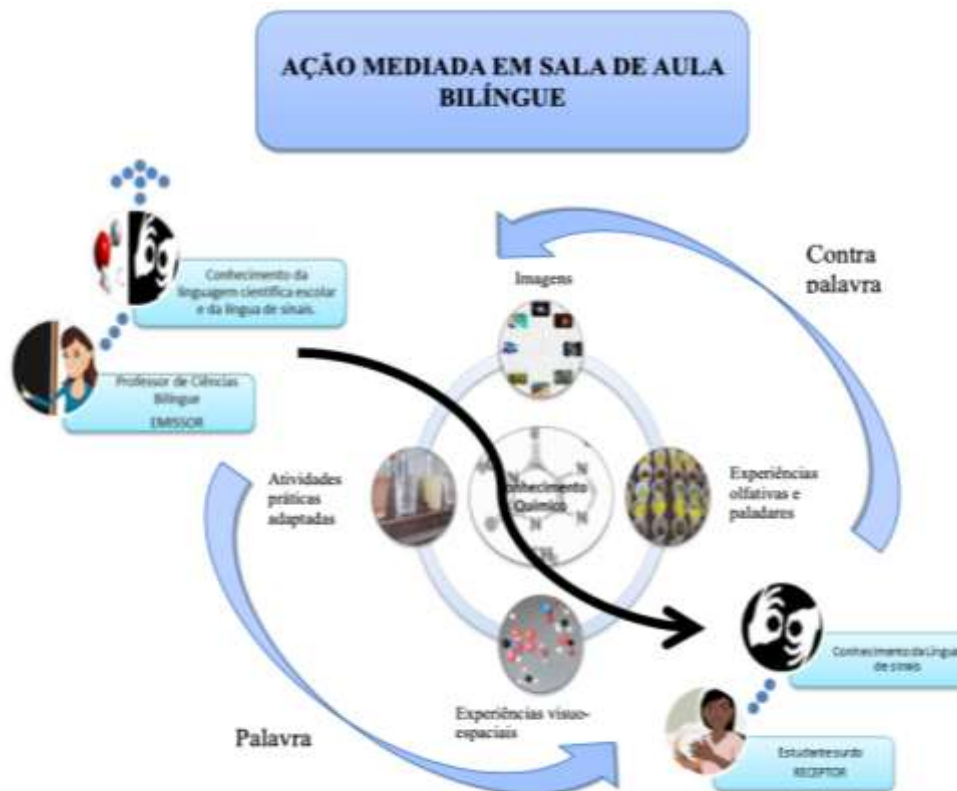 AÇÃO MEDIADA EM SALA DE AULA
BILÍNGUE
Conhecimento da
linguagem científica escolar
e da língua de sinais.
Professor de Ciências
Bilíngue
EMISSOR
Imagens
Contra
palavra
Atividades
práticas
adaptadas
onhecimento
Químico
N
N
N
CH₃
Experiências
olfativas e
paladares
Experiências visuo-
espaciais
Palavra
Conhecimento da Língua
de sinais
Estudante surdo
RECEPTOR